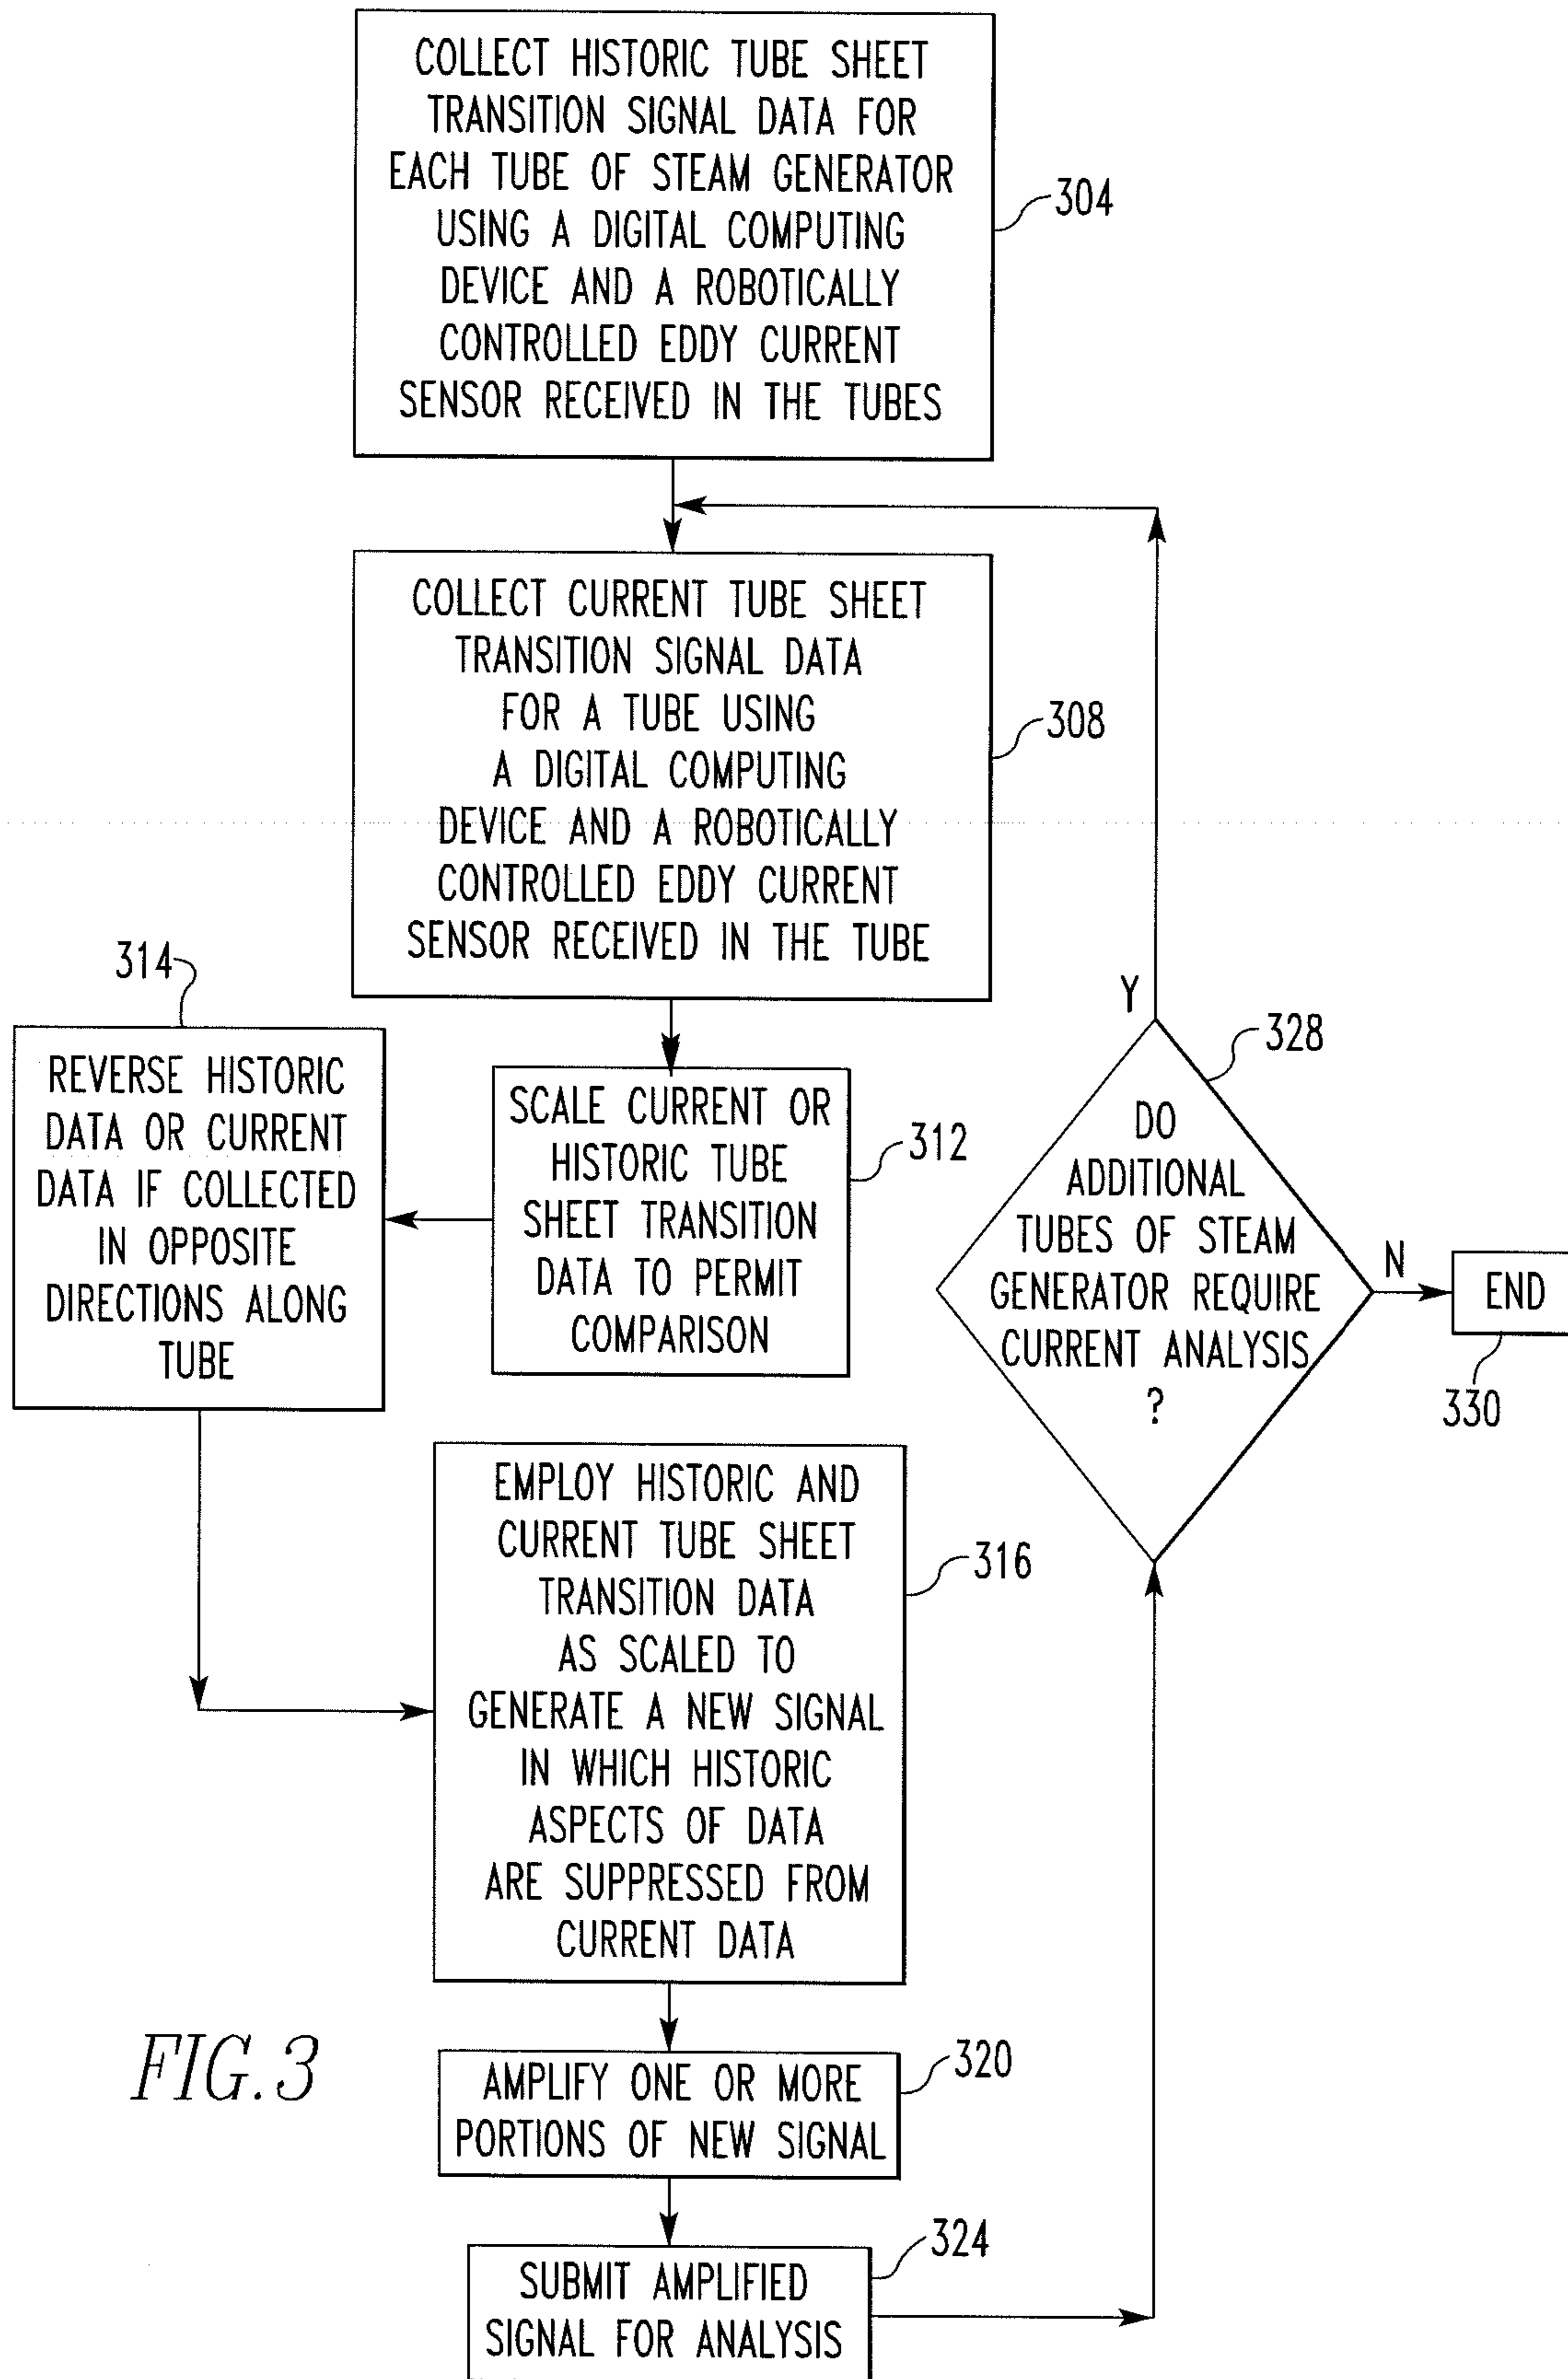 COLLECT HISTORIC TUBE SHEET
TRANSITION SIGNAL DATA FOR
EACH TUBE OF STEAM GENERATOR
USING A DIGITAL COMPUTING
DEVICE AND A ROBOTICALLY
CONTROLLED EDDY CURRENT
SENSOR RECEIVED IN THE TUBES
304
COLLECT CURRENT TUBE SHEET
TRANSITION SIGNAL DATA
FOR A TUBE USING
A DIGITAL COMPUTING
DEVICE AND A ROBOTICALLY
CONTROLLED EDDY CURRENT
SENSOR RECEIVED IN THE TUBE
308
SCALE CURRENT OR
HISTORIC TUBE
SHEET TRANSITION
DATA TO PERMIT
COMPARISON
312
314
REVERSE HISTORIC
DATA OR CURRENT
DATA IF COLLECTED
IN OPPOSITE
DIRECTIONS ALONG
TUBE
EMPLOY HISTORIC AND
CURRENT TUBE SHEET
TRANSITION DATA
AS SCALED TO
GENERATE A NEW SIGNAL
IN WHICH HISTORIC
ASPECTS OF DATA
ARE SUPPRESSED FROM
CURRENT DATA
316
AMPLIFY ONE OR MORE
PORTIONS OF NEW SIGNAL
320
SUBMIT AMPLIFIED
SIGNAL FOR ANALYSIS
324
Y
328
DO
ADDITIONAL
TUBES OF STEAM
GENERATOR REQUIRE
CURRENT ANALYSIS
?
N
END
330
FIG.3